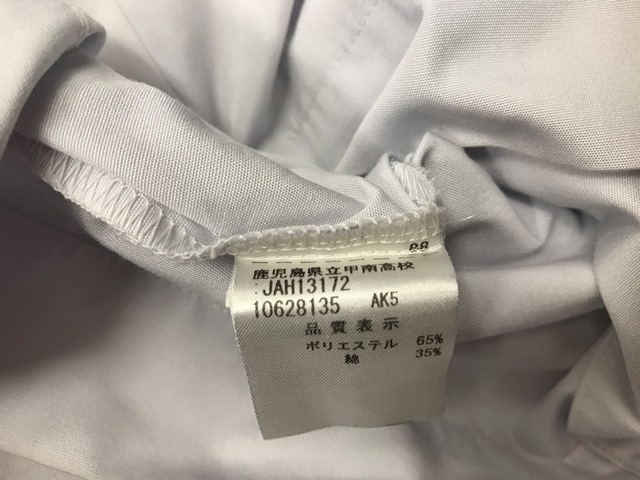 鹿児島県立甲南高校
:JAH13172
10628135 AK5
品質表示
ポリエステル 65%
綿 35%